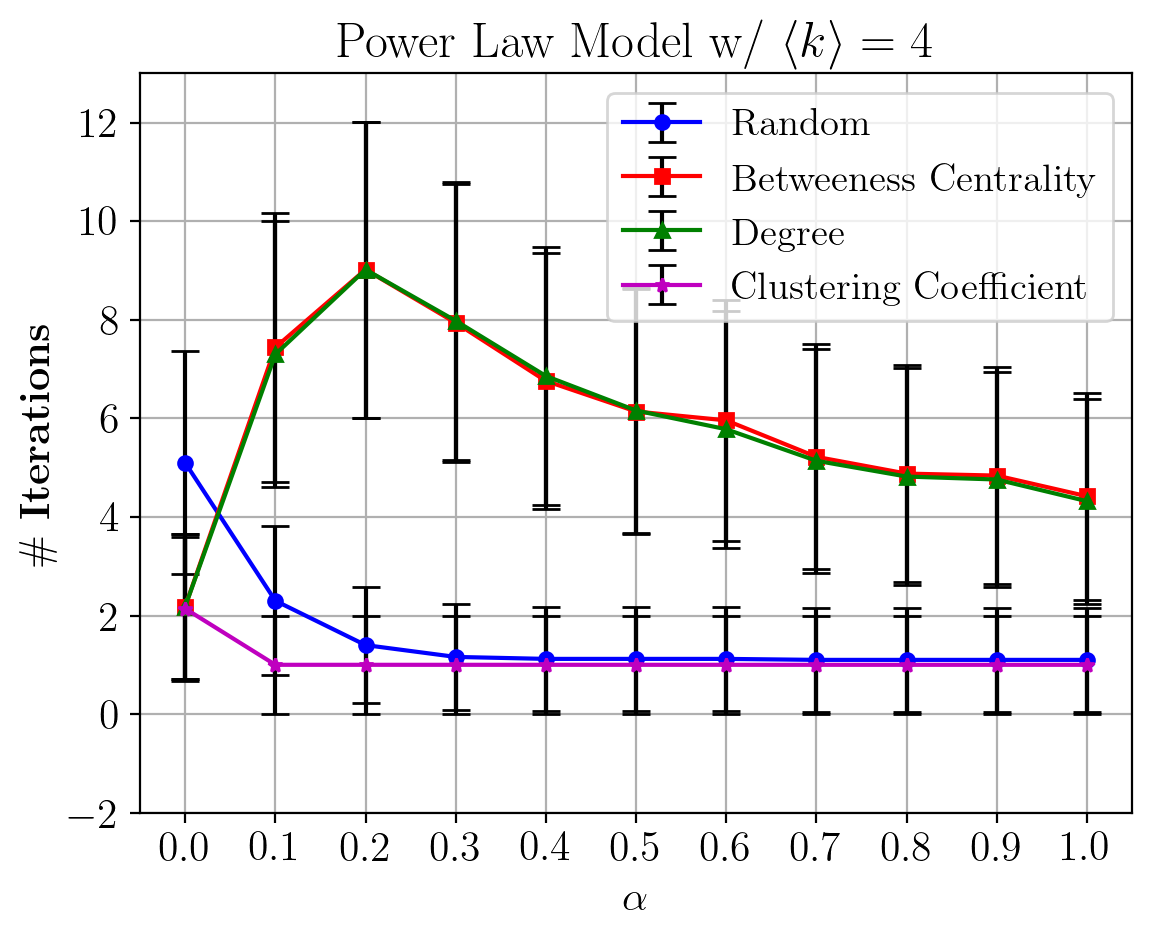 Power Law Model w/ ⟨k⟩ = 4
Random
Betweeness Centrality
Degree
Clustering Coefficient
# Iterations
12
10
8
6
4
2
0
−2
0.0 0.1 0.2 0.3 0.4 0.5 0.6 0.7 0.8 0.9 1.0
α